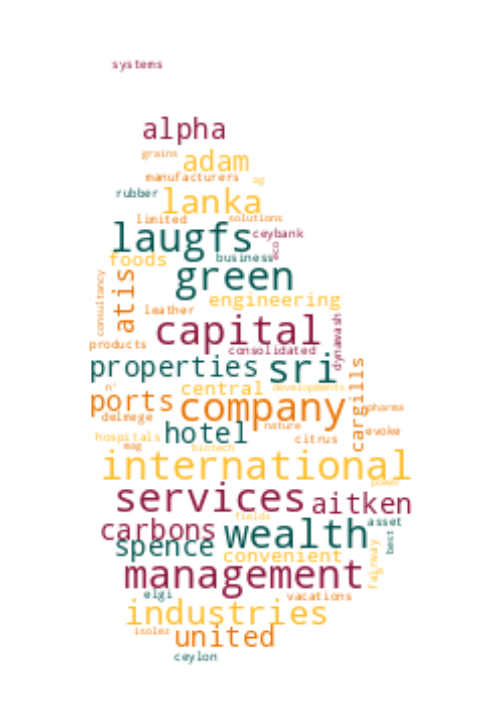 systems
alpha
grains
adam
manufacturers
ag
rubber
lanka
limited
solutions
laugfs
ceybank
eco
foods
business
green
consultancy
atis
engineering
leather
capital
dynawash
products
consolidated
properties
sri
cargills
n'
central
developments
ports
company
pharma
delmege
nature
hotel
evoke
hospitals
citrus
mag
biotech
international
power
services
aitken
fields
carbons
wealth
asset
best
spence
convenient
fairway
management
elgi
vacations
industries
isolez
united
ceylon